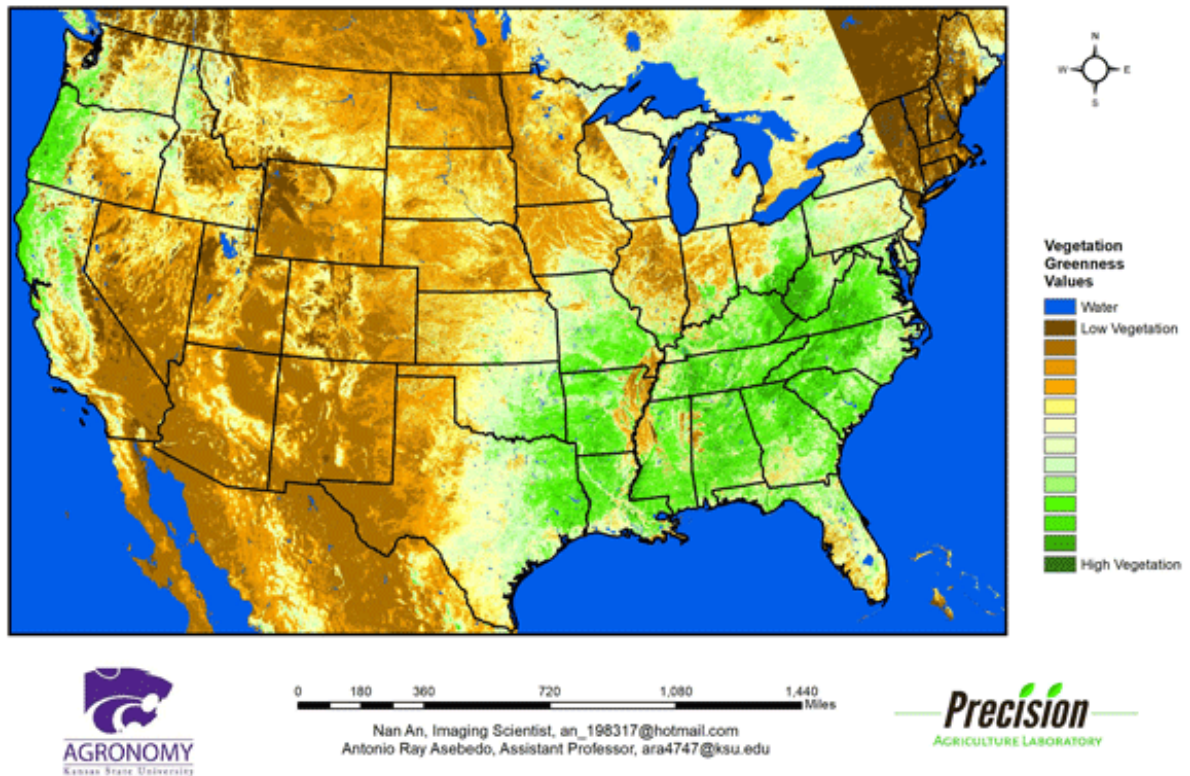 N
W E
S
Vegetation
Greenness
Values
Water
Low Vegetation
High Vegetation
0 180 360 720 1,080 1,440
Miles
Nan An, Imaging Scientist, an_198317@hotmail.com
Antonio Ray Asebedo, Assistant Professor, ara4747@ksu.edu
AGRONOMY
Kansas State University
Precision
AGRICULTURE LABORATORY